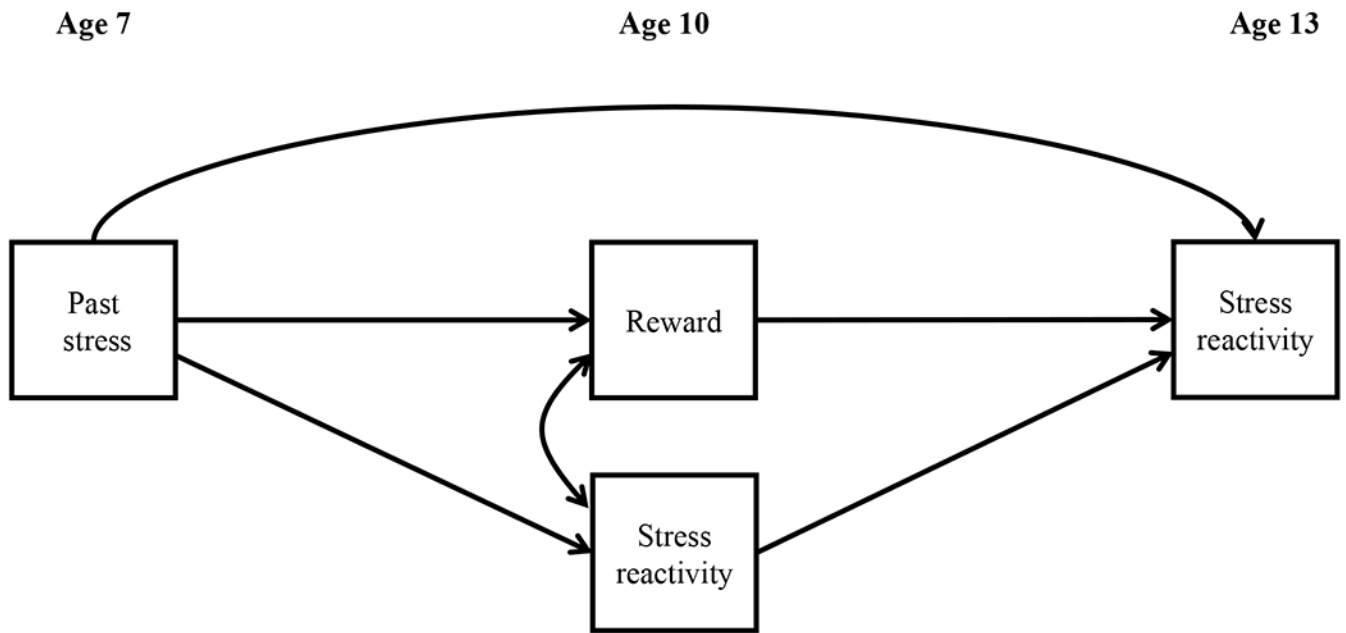 Age 7
Age 10
Age 13
Past
stress
Reward
Stress
reactivity
Stress
reactivity